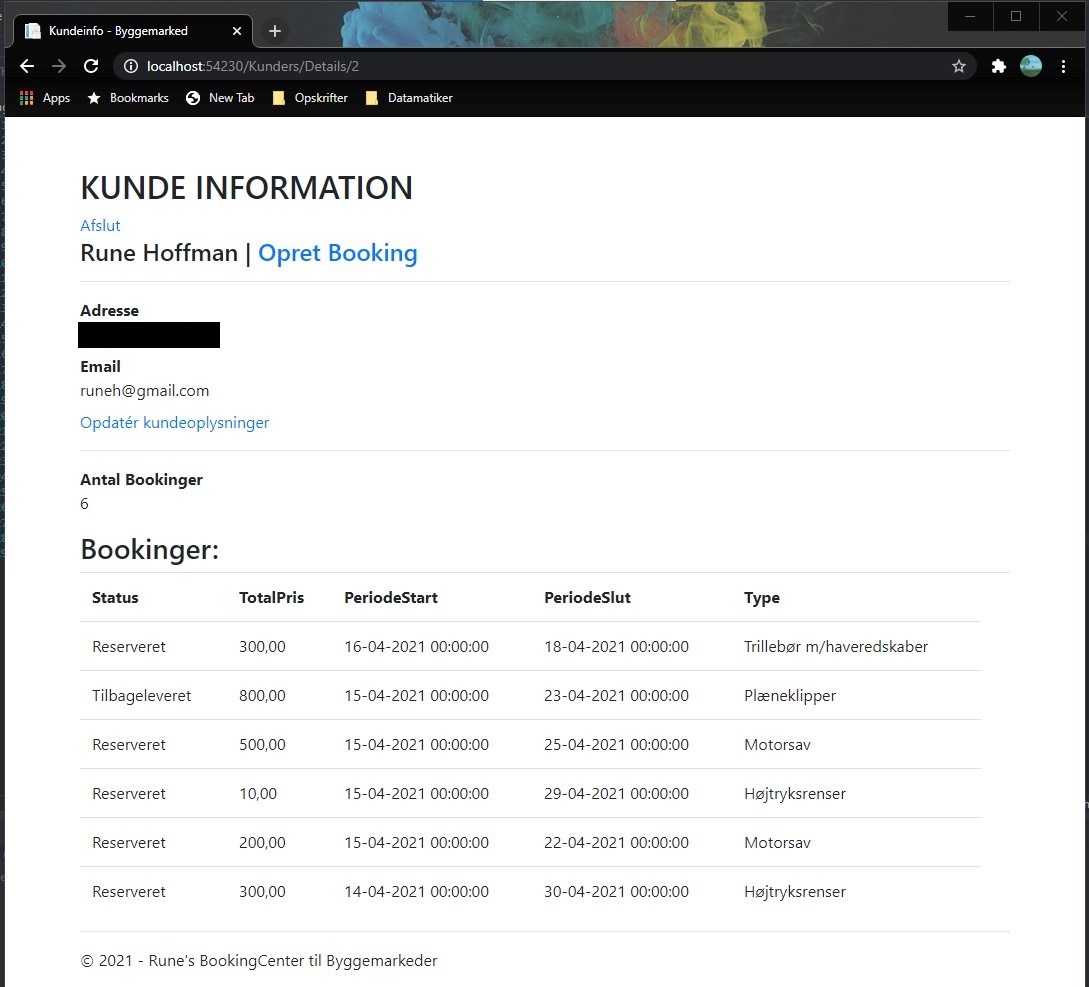 Kundeinfo - Byggemarked
localhost:54230/Kunders/Details/2
Apps Bookmarks New Tab Opskrifter Datamatiker
KUNDE INFORMATION
Afslut
Rune Hoffman | Opret Booking
Adresse
Email
runeh@gmail.com
Opdatér kundeoplysninger
Antal Bookinger
6
Bookinger:
Status TotalPris PeriodeStart PeriodeSlut Type
Reserveret 300,00 16-04-2021 00:00:00 18-04-2021 00:00:00 Trillebør m/haveredskaber
Tilbageleveret 800,00 15-04-2021 00:00:00 23-04-2021 00:00:00 Plæneklipper
Reserveret 500,00 15-04-2021 00:00:00 25-04-2021 00:00:00 Motorsav
Reserveret 10,00 15-04-2021 00:00:00 29-04-2021 00:00:00 Højtryksrenser
Reserveret 200,00 15-04-2021 00:00:00 22-04-2021 00:00:00 Motorsav
Reserveret 300,00 14-04-2021 00:00:00 30-04-2021 00:00:00 Højtryksrenser
© 2021 - Rune's BookingCenter til Byggemarkeder